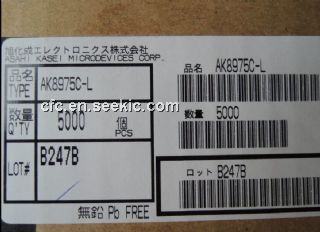 旭化成エレクトロニクス株式会社
ASAHI KASEI MICRODEVICES CORP.
品名 TYPE AK8975C-L
数量 Q'TY 5000 個 PCS
LOT# B247B
無鉛 Pb FREE
品名 AK8975C-L
数量 5000
ロット B247B
cfc.seekic.com